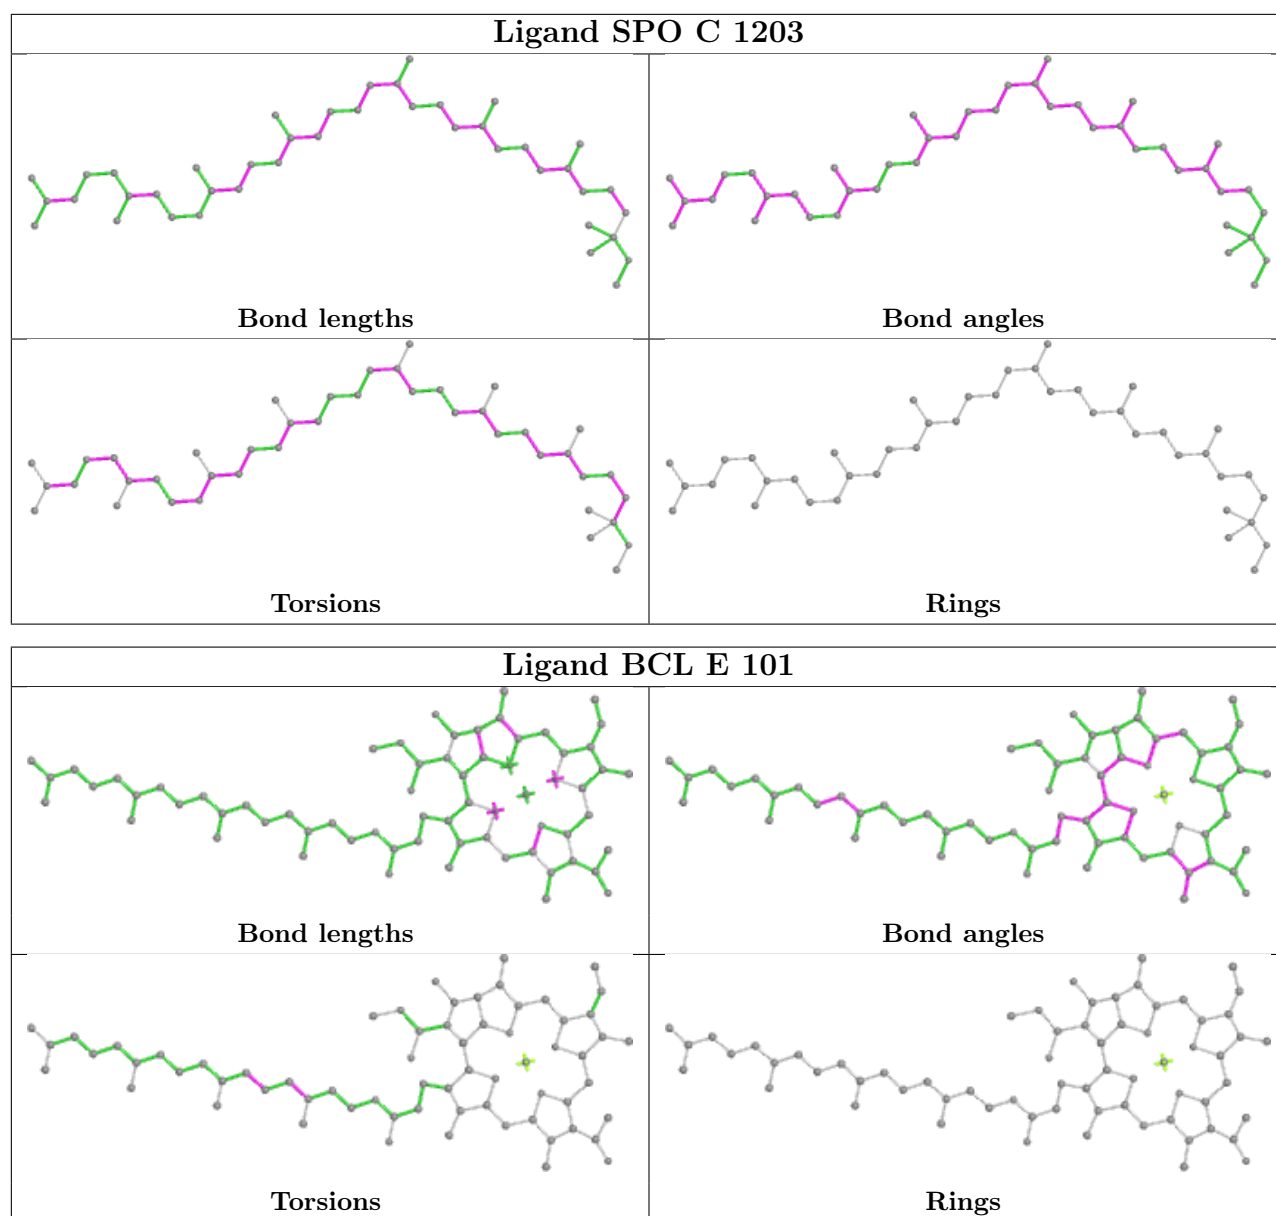 Ligand SPO C 1203
Bond lengths
Bond angles
Torsions
Rings
Ligand BCL E 101
Bond lengths
Bond angles
Torsions
Rings